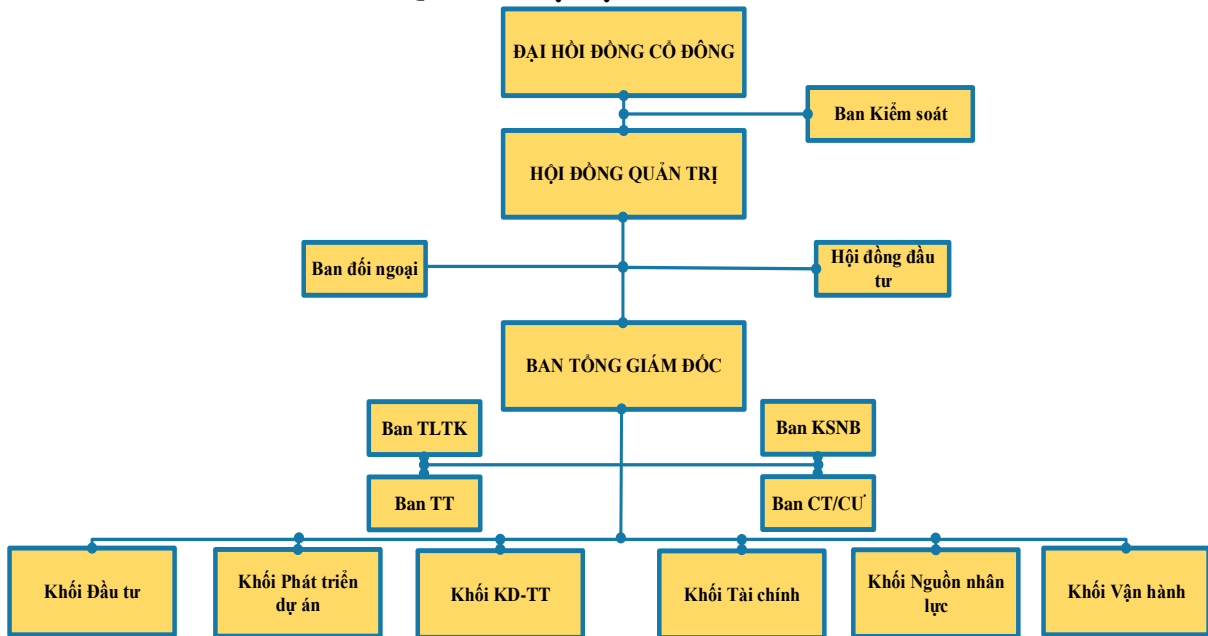 ĐẠI HỒI ĐỒNG CỔ ĐÔNG
Ban Kiểm soát
HỘI ĐỒNG QUẢN TRỊ
Ban đối ngoại
Hội đồng đầu
tư
BAN TỔNG GIÁM ĐỐC
Ban TLTK
Ban KSNB
Ban TT
Ban CT/CƯ
Khối Đầu tư
Khối Phát triển
dự án
Khối KD-TT
Khối Tài chính
Khối Nguồn nhân
lực
Khối Vận hành